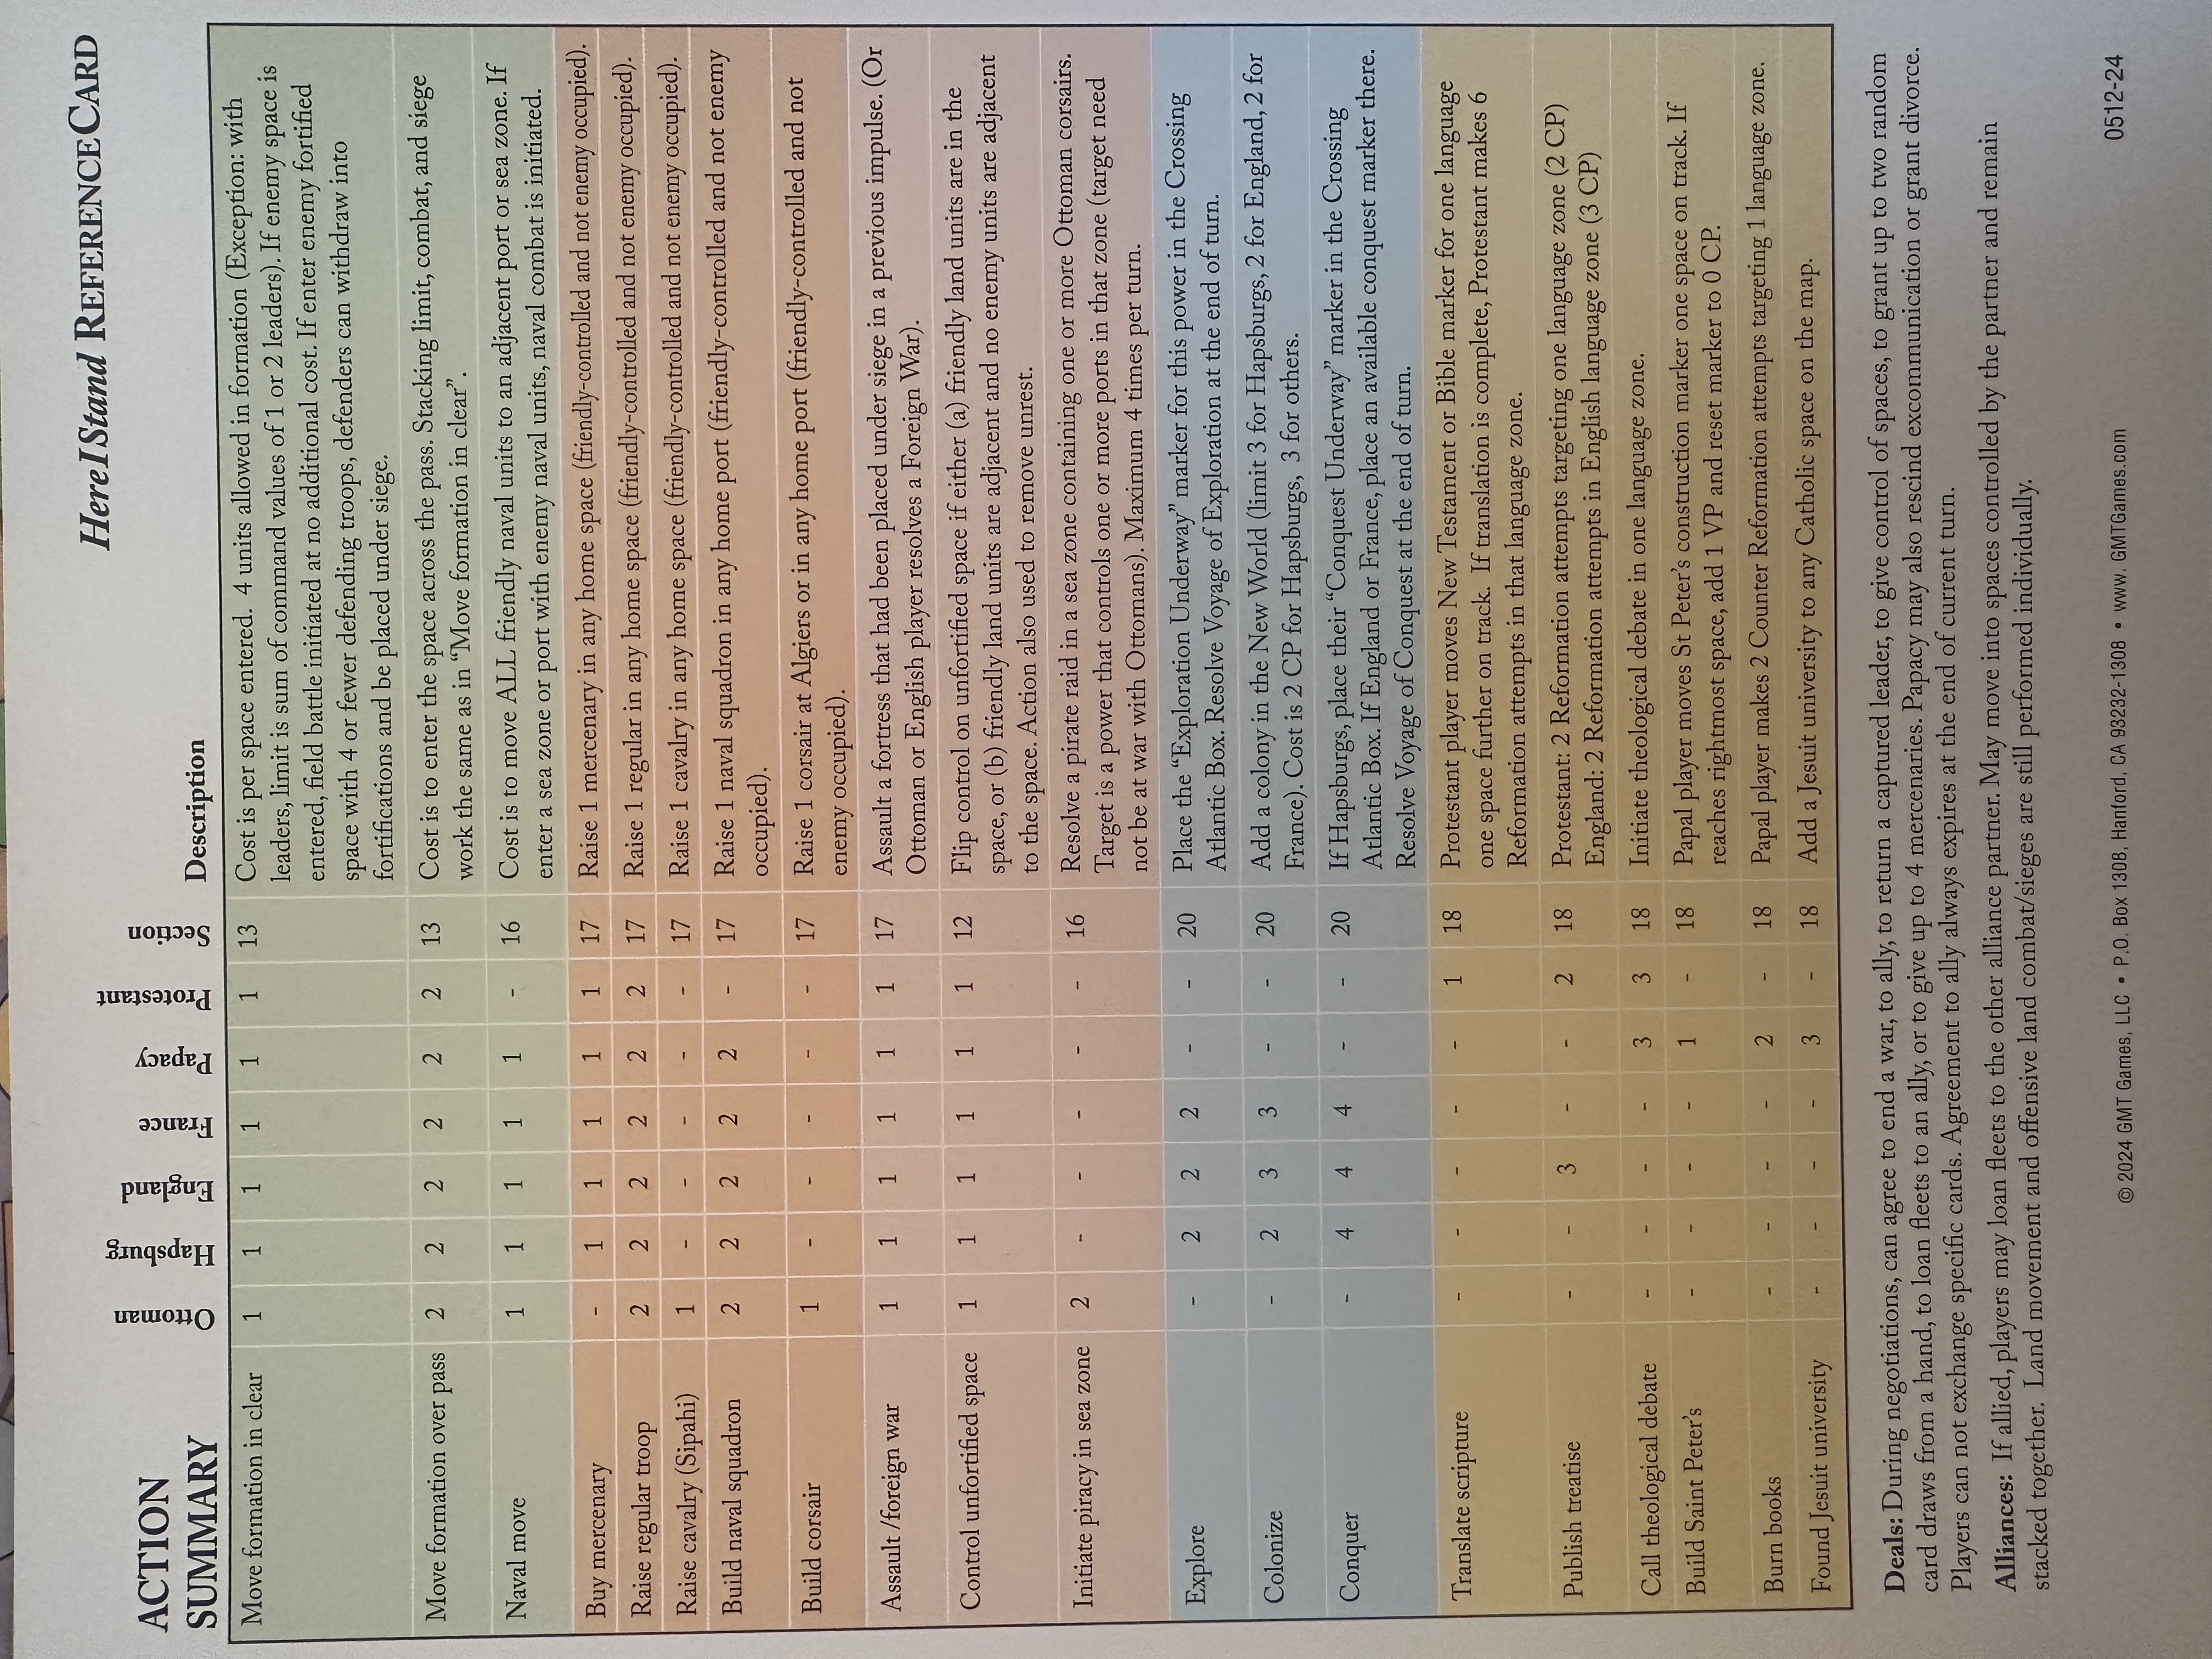 HereIStand REFERENCECARD
ACTION
SUMMARY
Ottoman
Hapsburg
England
France
Papacy
Protestant
Section
Description
Move formation in clear 1 1 1 1 1 1 13 Cost is per space entered. 4 units allowed in formation (Exception: with
leaders, limit is sum of command values of 1 or 2 leaders). If enemy space is
entered, field battle initiated at no additional cost. If enter enemy fortified
space with 4 or fewer defending troops, defenders can withdraw into
fortifications and be placed under siege.
Move formation over pass 2 2 2 2 2 2 13 Cost is to enter the space across the pass. Stacking limit, combat, and siege
work the same as in “Move formation in clear”.
Naval move 1 1 1 1 1 - 16 Cost is to move ALL friendly naval units to an adjacent port or sea zone. If
enter a sea zone or port with enemy naval units, naval combat is initiated.
Buy mercenary - 1 1 1 1 1 17 Raise 1 mercenary in any home space (friendly-controlled and not enemy occupied).
Raise regular troop 2 2 2 2 2 2 17 Raise 1 regular in any home space (friendly-controlled and not enemy occupied).
Raise cavalry (Sipahi) 1 - - - - - 17 Raise 1 cavalry in any home space (friendly-controlled and not enemy occupied).
Build naval squadron 2 2 2 2 2 - 17 Raise 1 naval squadron in any home port (friendly-controlled and not enemy
occupied).
Build corsair 1 - - - - - 17 Raise 1 corsair at Algiers or in any home port (friendly-controlled and not
enemy occupied).
Assault /foreign war 1 1 1 1 1 1 17 Assault a fortress that had been placed under siege in a previous impulse. (Or
Ottoman or English player resolves a Foreign War).
Control unfortified space 1 1 1 1 1 1 12 Flip control on unfortified space if either (a) friendly land units are in the
space, or (b) friendly land units are adjacent and no enemy units are adjacent
to the space. Action also used to remove unrest.
Initiate piracy in sea zone 2 - - - - - 16 Resolve a pirate raid in a sea zone containing one or more Ottoman corsairs.
Target is a power that controls one or more ports in that zone (target need
not be at war with Ottomans). Maximum 4 times per turn.
Explore - 2 2 2 - - 20 Place the “Exploration Underway” marker for this power in the Crossing
Atlantic Box. Resolve Voyage of Exploration at the end of turn.
Colonize - 2 3 3 - - 20 Add a colony in the New World (limit 3 for Hapsburgs, 2 for England, 2 for
France). Cost is 2 CP for Hapsburgs, 3 for others.
Conquer - 4 4 4 - - 20 If Hapsburgs, place their “Conquest Underway” marker in the Crossing
Atlantic Box. If England or France, place an available conquest marker there.
Resolve Voyage of Conquest at the end of turn.
Translate scripture - - - - - 1 18 Protestant player moves New Testament or Bible marker for one language
one space further on track. If translation is complete, Protestant makes 6
Reformation attempts in that language zone.
Publish treatise - - 3 - - 2 18 Protestant: 2 Reformation attempts targeting one language zone (2 CP)
England: 2 Reformation attempts in English language zone (3 CP)
Call theological debate - - - - 3 3 18 Initiate theological debate in one language zone.
Build Saint Peter’s - - - - 1 - 18 Papal player moves St Peter’s construction marker one space on track. If
reaches rightmost space, add 1 VP and reset marker to 0 CP.
Burn books - - - - 2 - 18 Papal player makes 2 Counter Reformation attempts targeting 1 language zone.
Found Jesuit university - - - - 3 - 18 Add a Jesuit university to any Catholic space on the map.
Deals: During negotiations, can agree to end a war, to ally, to return a captured leader, to give control of spaces, to grant up to two random
card draws from a hand, to loan fleets to an ally, or to give up to 4 mercenaries. Papacy may also rescind excommunication or grant divorce.
Players can not exchange specific cards. Agreement to ally always expires at the end of current turn.
Alliances: If allied, players may loan fleets to the other alliance partner. May move into spaces controlled by the partner and remain
stacked together. Land movement and offensive land combat/sieges are still performed individually.
© 2024 GMT Games, LLC • P.O. Box 1308, Hanford, CA 93232-1308 • www. GMTGames.com
0512-24